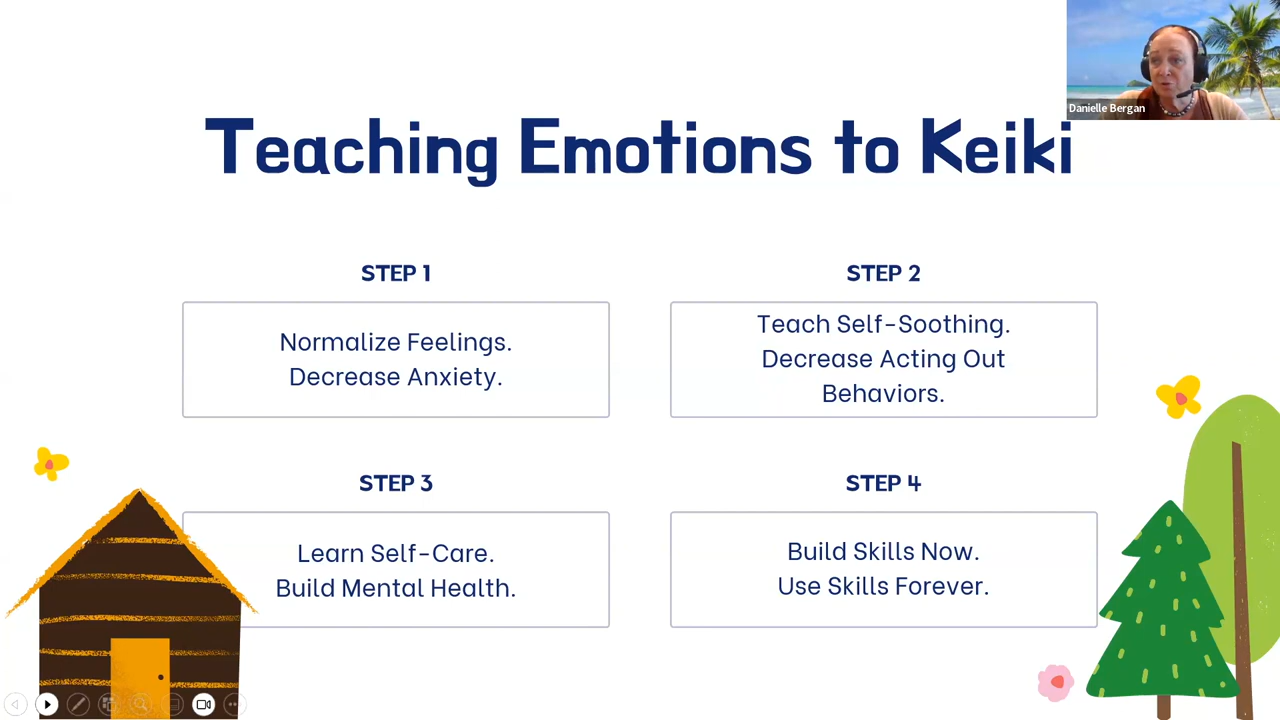 Danielle Bergan
Teaching Emotions to Keiki
STEP 1
Normalize Feelings.
Decrease Anxiety.
STEP 2
Teach Self-Soothing.
Decrease Acting Out
Behaviors.
STEP 3
Learn Self-Care.
Build Mental Health.
STEP 4
Build Skills Now.
Use Skills Forever.